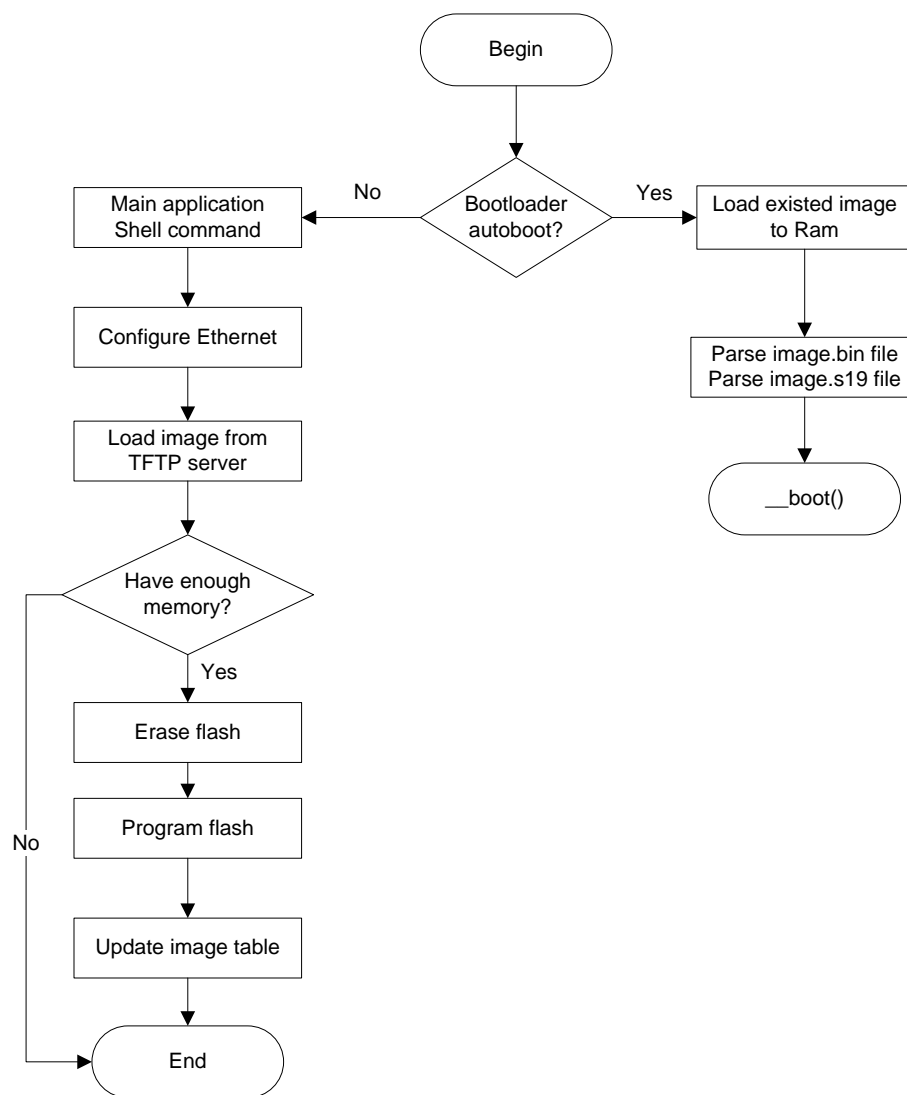 Begin
Bootloader
autoboot?
No
Yes
Main application
Shell command
Load existed image
to Ram
Configure Ethernet
Parse image.bin file
Parse image.s19 file
Load image from
TFTP server
__boot()
Have enough
memory?
Yes
Erase flash
Program flash
No
Update image table
End